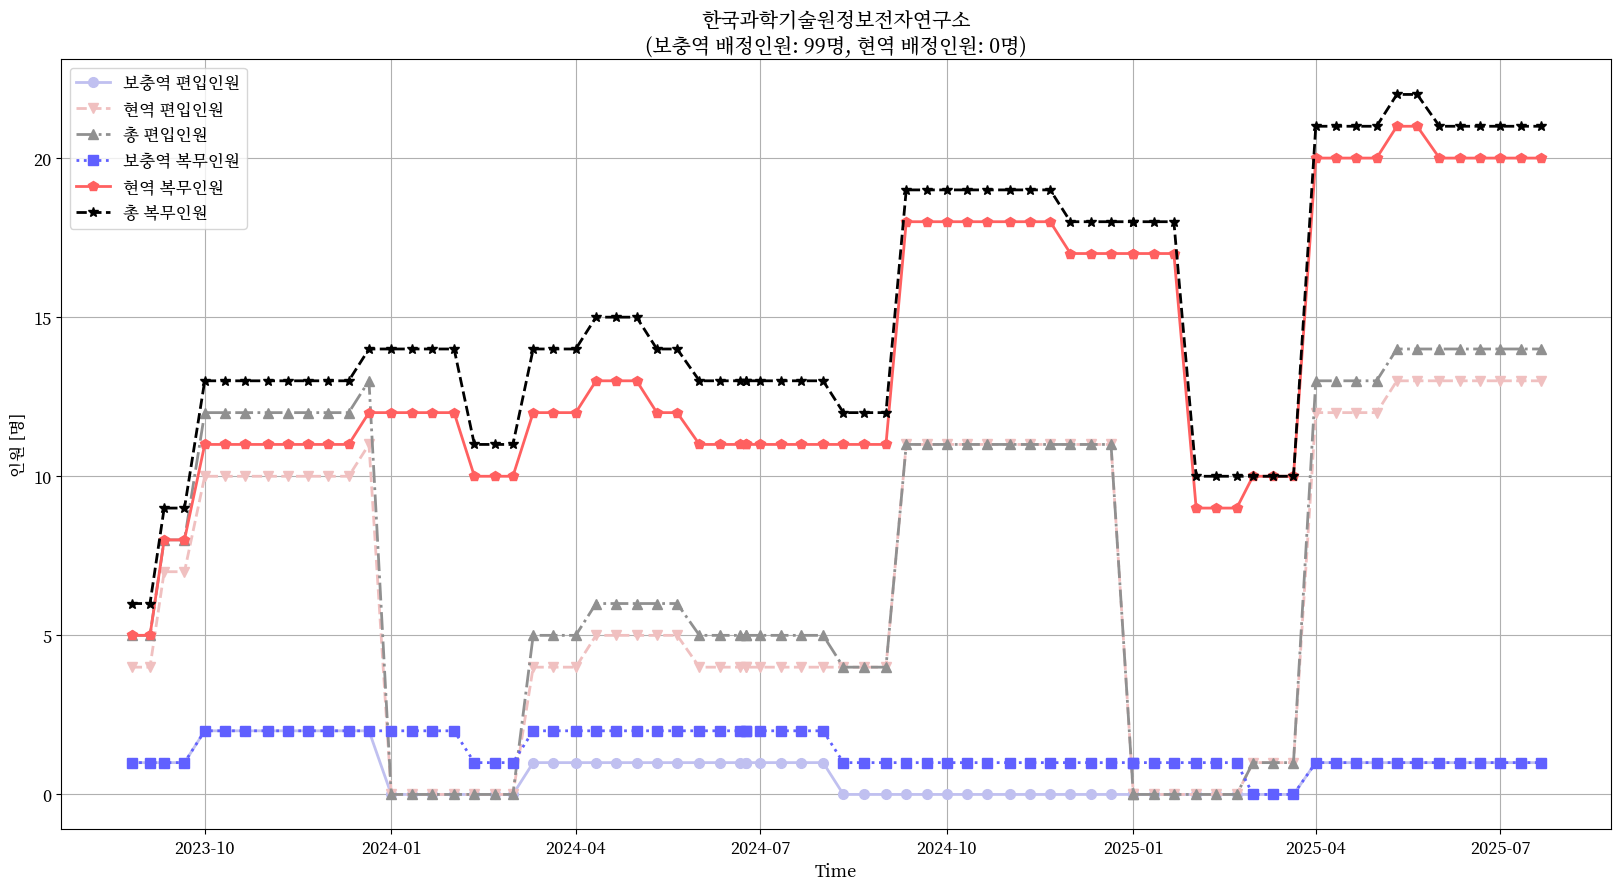 한국과학기술원정보전자연구소
(보충역 배정인원: 99명, 현역 배정인원: 0명)
보충역 편입인원
현역 편입인원
총 편입인원
보충역 복무인원
현역 복무인원
총 복무인원
인원 [명]
20
15
10
5
0
2023-10
2024-01
2024-04
2024-07
2024-10
2025-01
2025-04
2025-07
Time